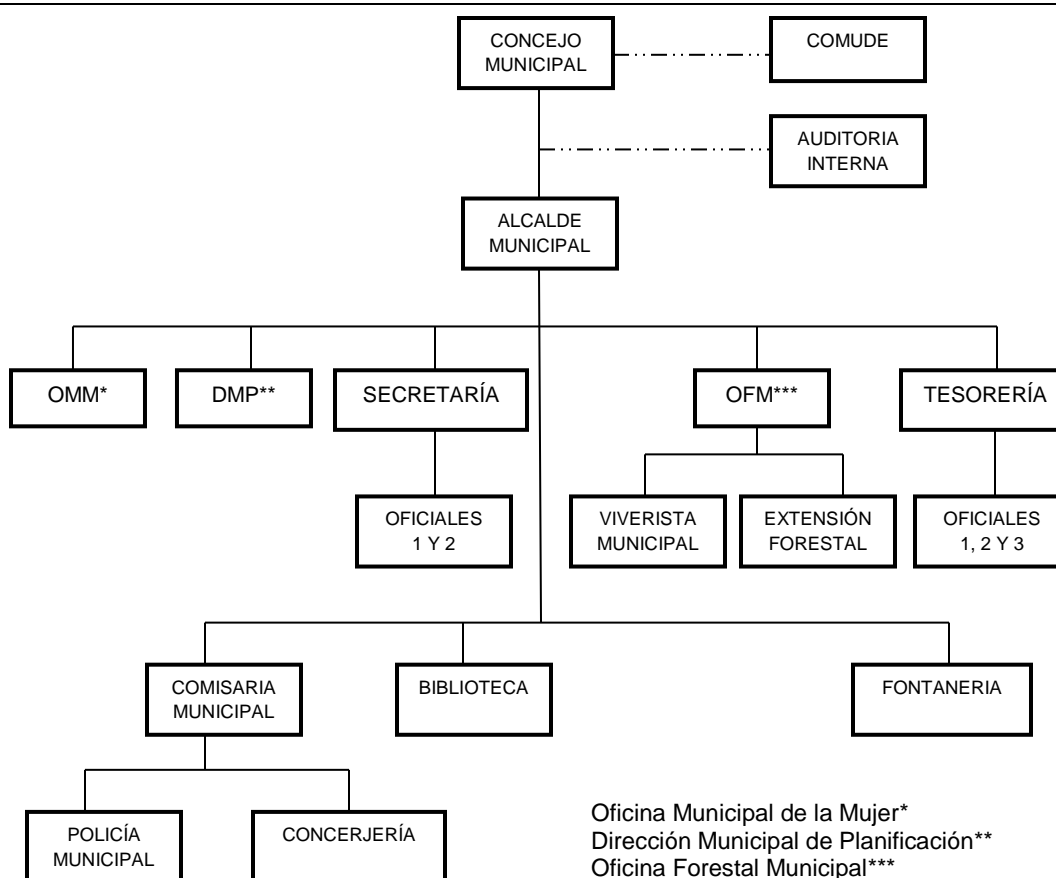 CONCEJO
MUNICIPAL
COMUDE
AUDITORIA
INTERNA
ALCALDE
MUNICIPAL
OMM*
DMP**
SECRETARÍA
OFM***
TESORERÍA
OFICIALES
1 Y 2
VIVERISTA
MUNICIPAL
EXTENSIÓN
FORESTAL
OFICIALES
1, 2 Y 3
COMISARIA
MUNICIPAL
BIBLIOTECA
FONTANERIA
POLICÍA
MUNICIPAL
CONCERJERÍA
Oficina Municipal de la Mujer*
Dirección Municipal de Planificación**
Oficina Forestal Municipal***